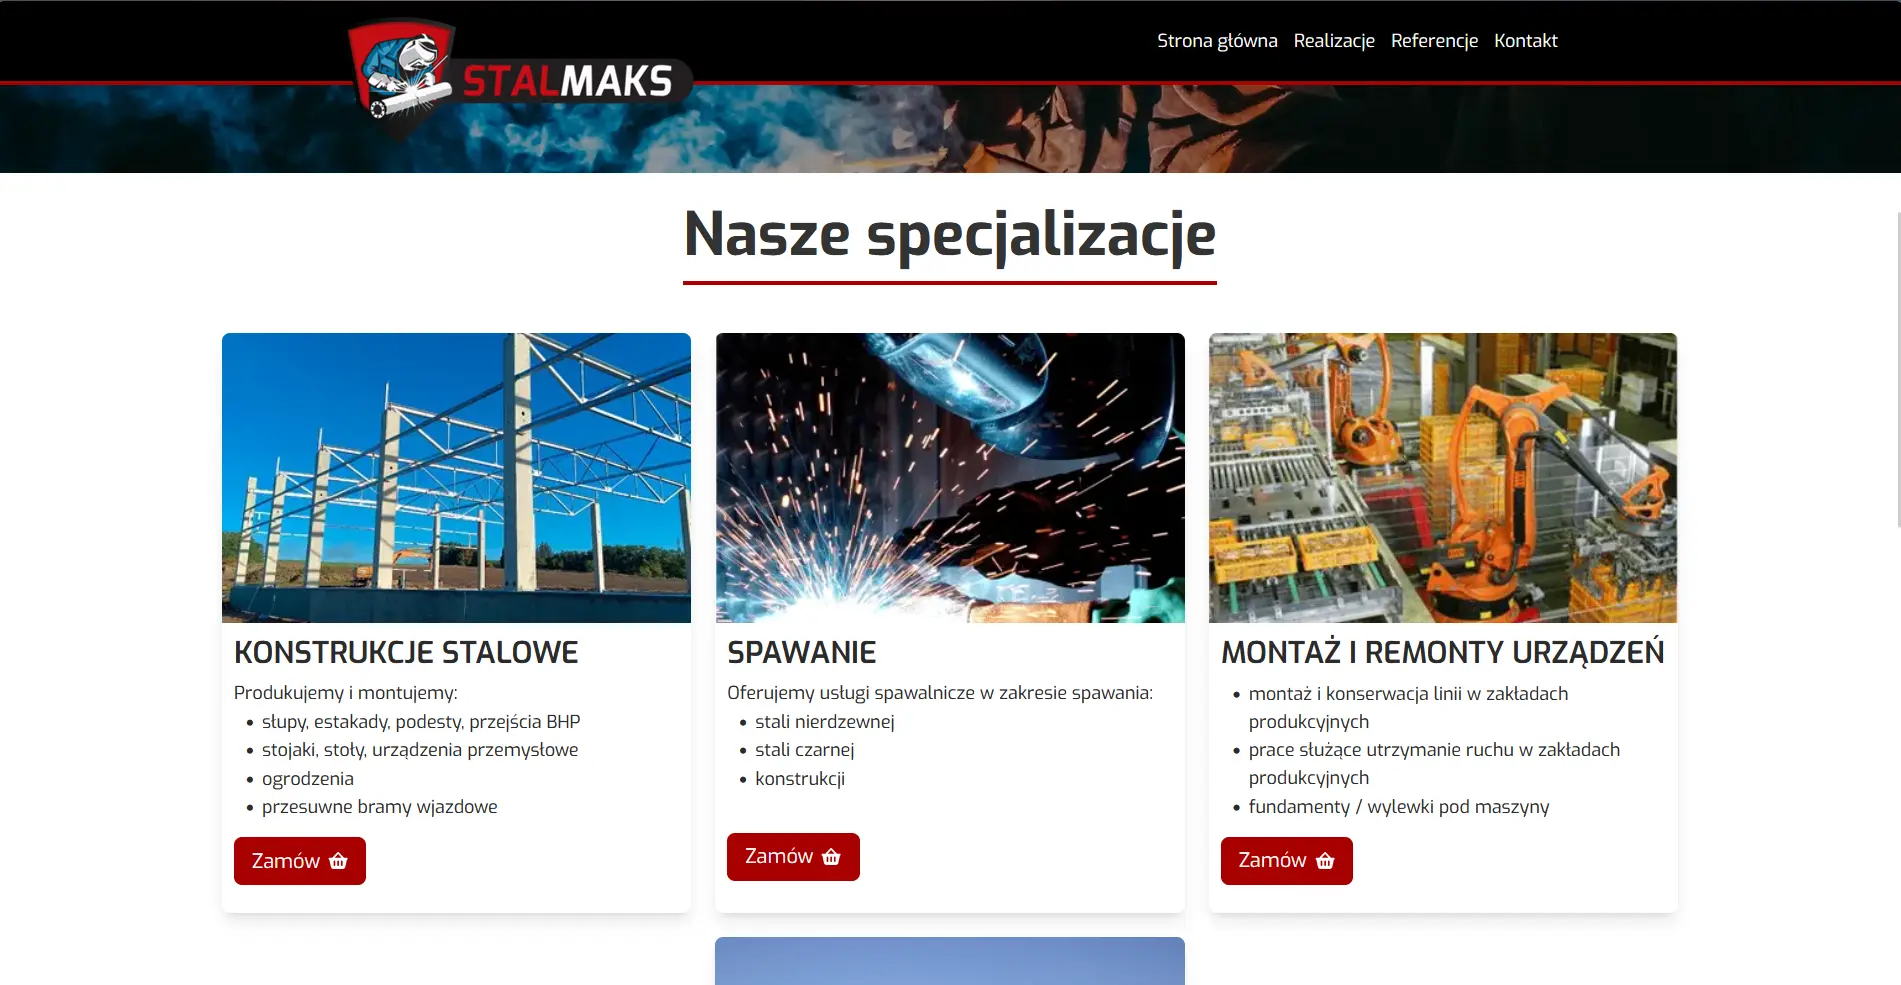 STALMAKS
Strona główna Realizacje Referencje Kontakt
Nasze specjalizacje
KONSTRUKCJE STALOWE
Produkujemy i montujemy:
słupy, estakady, podesty, przejścia BHP
stojaki, stoły, urządzenia przemysłowe
ogrodzenia
przesuwne bramy wjazdowe
Zamów
SPAWANIE
Oferujemy usługi spawalnicze w zakresie spawania:
stali nierdzewnej
stali czarnej
konstrukcji
Zamów
MONTAŻ I REMONTY URZĄDZEŃ
montaż i konserwacja linii w zakładach
produkcyjnych
prace służące utrzymanie ruchu w zakładach
produkcyjnych
fundamenty / wylewki pod maszyny
Zamów